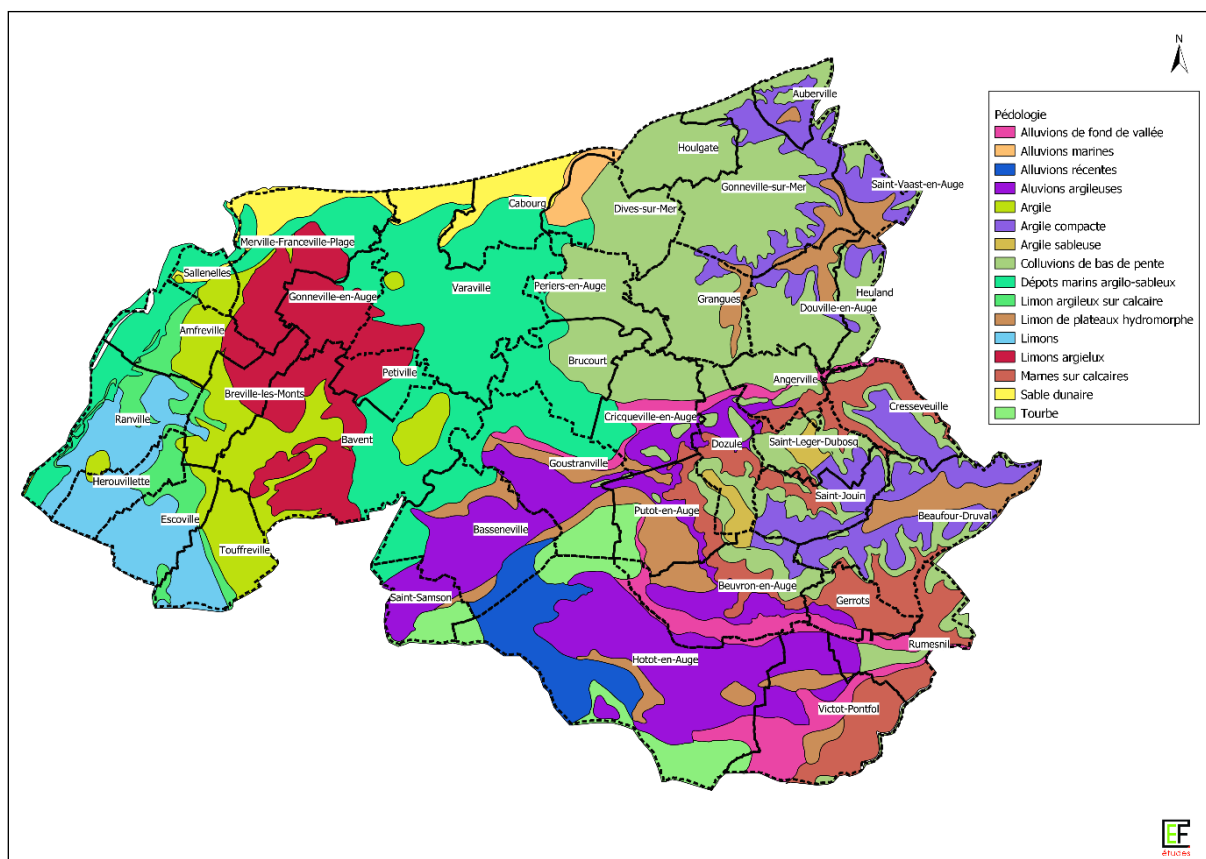 N
Pédologie
Alluvions de fond de vallée
Alluvions marines
Alluvions récentes
Aluvions argileuses
Argile
Argile compacte
Argile sableuse
Colluvions de bas de pente
Dépots marins argilo-sableux
Limon argileux sur calcaire
Limon de plateaux hydromorphe
Limons
Limons argielux
Marnes sur calcaires
Sable dunaire
Tourbe
Auberville
Houlgate
Gonneville-sur-Mer
Saint-Vaast-en-Auge
Cabourg
Dives-sur-Mer
Merville-Franceville-Plage
Sallenelles
Gonneville-en-Auge
Varaville
Periers-en-Auge
Grangues
Heuland
Douville-en-Auge
Amfreville
Brucourt
Petiville
Angerville
Breville-les-Monts
Cresseveuille
Ranville
Cricqueville-en-Auge
Bavent
Dozule
Saint-Leger-Dubosq
Goustranville
Herouvillette
Saint-Jouin
Escoville
Putot-en-Auge
Beaufour-Druval
Basseneville
Touffreville
Beuvron-en-Auge
Saint-Samson
Gerrots
Rumesnil
Hotot-en-Auge
Victot-Pontfol
EF
études